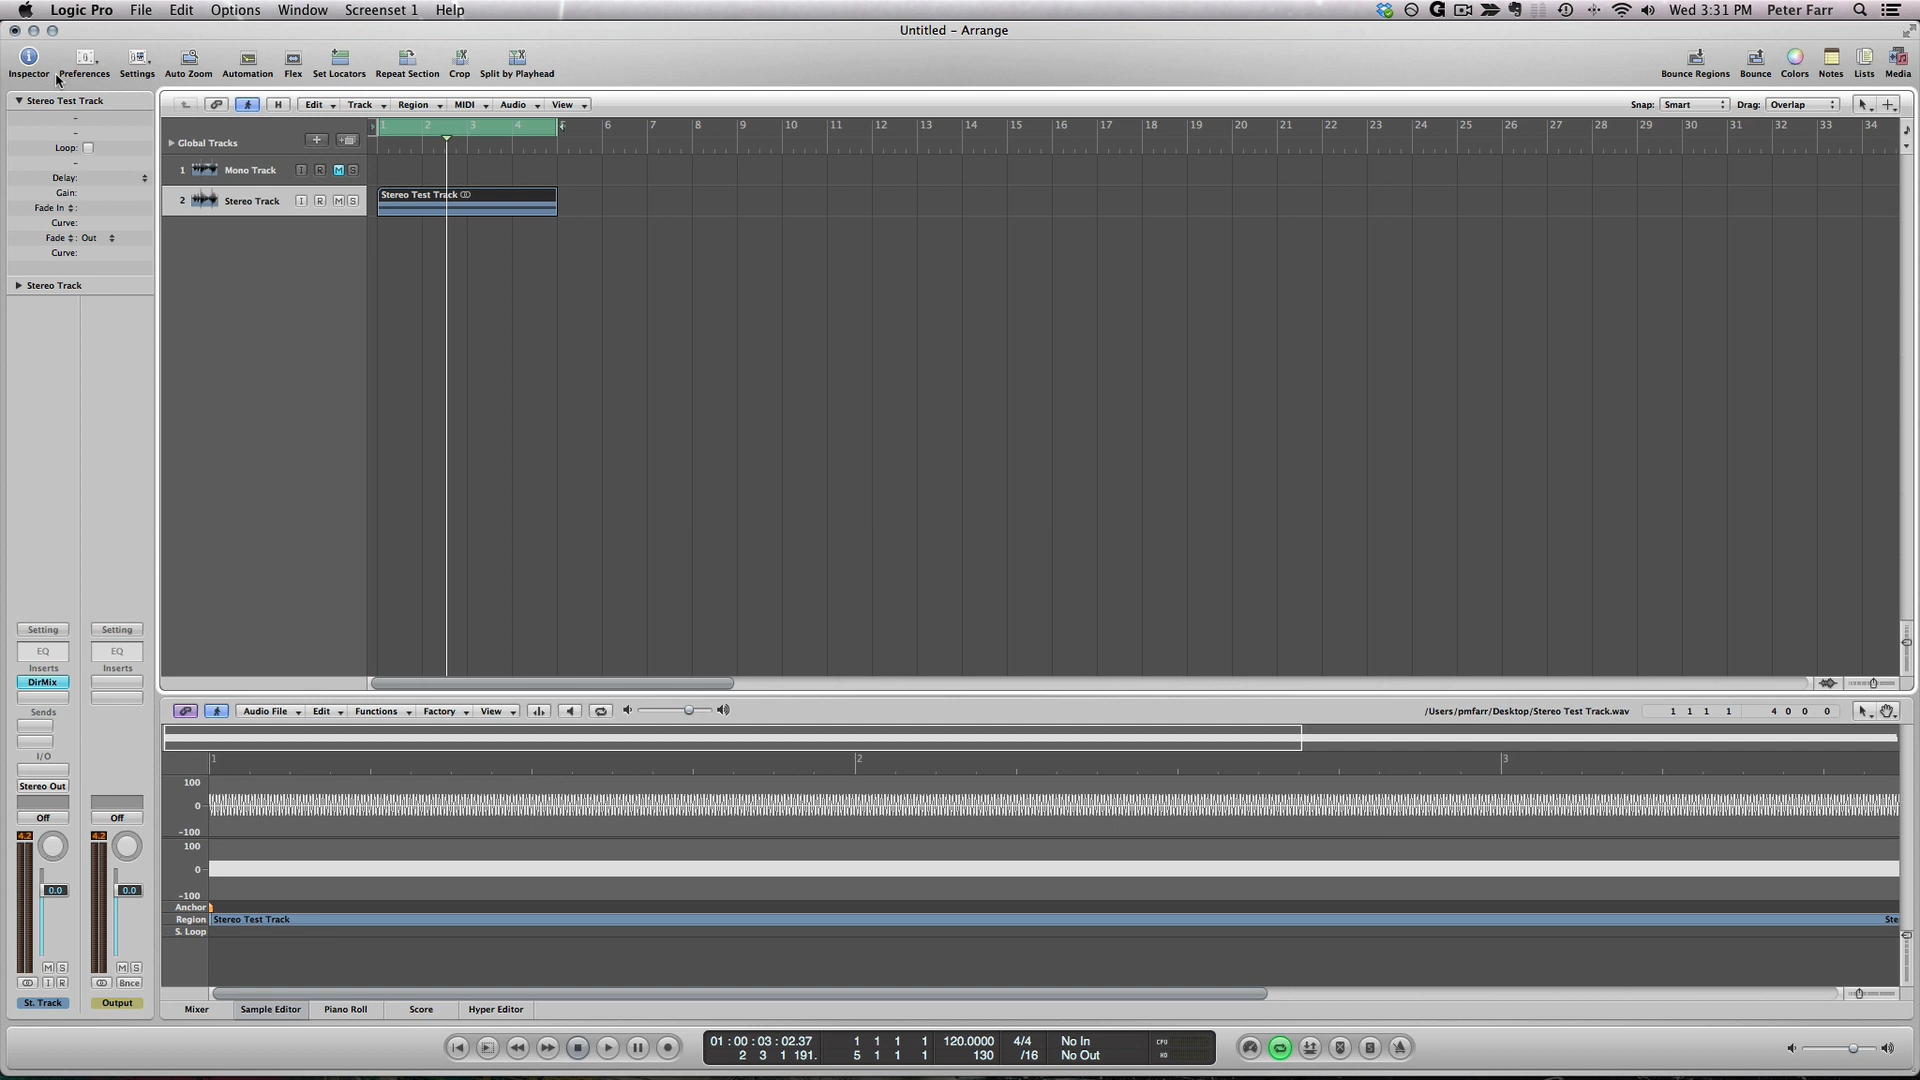 Logic Pro File Edit Options Window Screenset 1 Help Wed 3:31 PM Peter Farr
Untitled – Arrange
Inspector Preferences Settings Auto Zoom Automation Flex Set Locators Repeat Section Crop Split by Playhead Bounce Regions Bounce Colors Notes Lists Media
Stereo Test Track
H Edit Track Region MIDI Audio View Snap: Smart Drag: Overlap
1 2 3 4 5 6 7 8 9 10 11 12 13 14 15 16 17 18 19 20 21 22 23 24 25 26 27 28 29 30 31 32 33 34
Global Tracks
Loop:
1 Mono Track I R M S
Delay:
Gain:
2 Stereo Track I R M S
Stereo Test Track
Fade In :
Curve:
Fade : Out
Curve:
Stereo Track
Setting Setting
EQ EQ
Inserts Inserts
DirMix
Sends
I/O
Stereo Out
Off Off
4.2 4.2
0.0 0.0
M S M S
I R Bnce
St. Track Output
Audio File Edit Functions Factory View /Users/pmfarr/Desktop/Stereo Test Track.wav 1 1 1 1 4 0 0 0
1 2 3
100
0
-100
100
0
-100
Anchor
Region Stereo Test Track Ste
S. Loop
Mixer Sample Editor Piano Roll Score Hyper Editor
01:00:03:02.37 1 1 1 1 120.0000 4/4 No In CPU
2 3 1 191. 5 1 1 1 130 /16 No Out HD